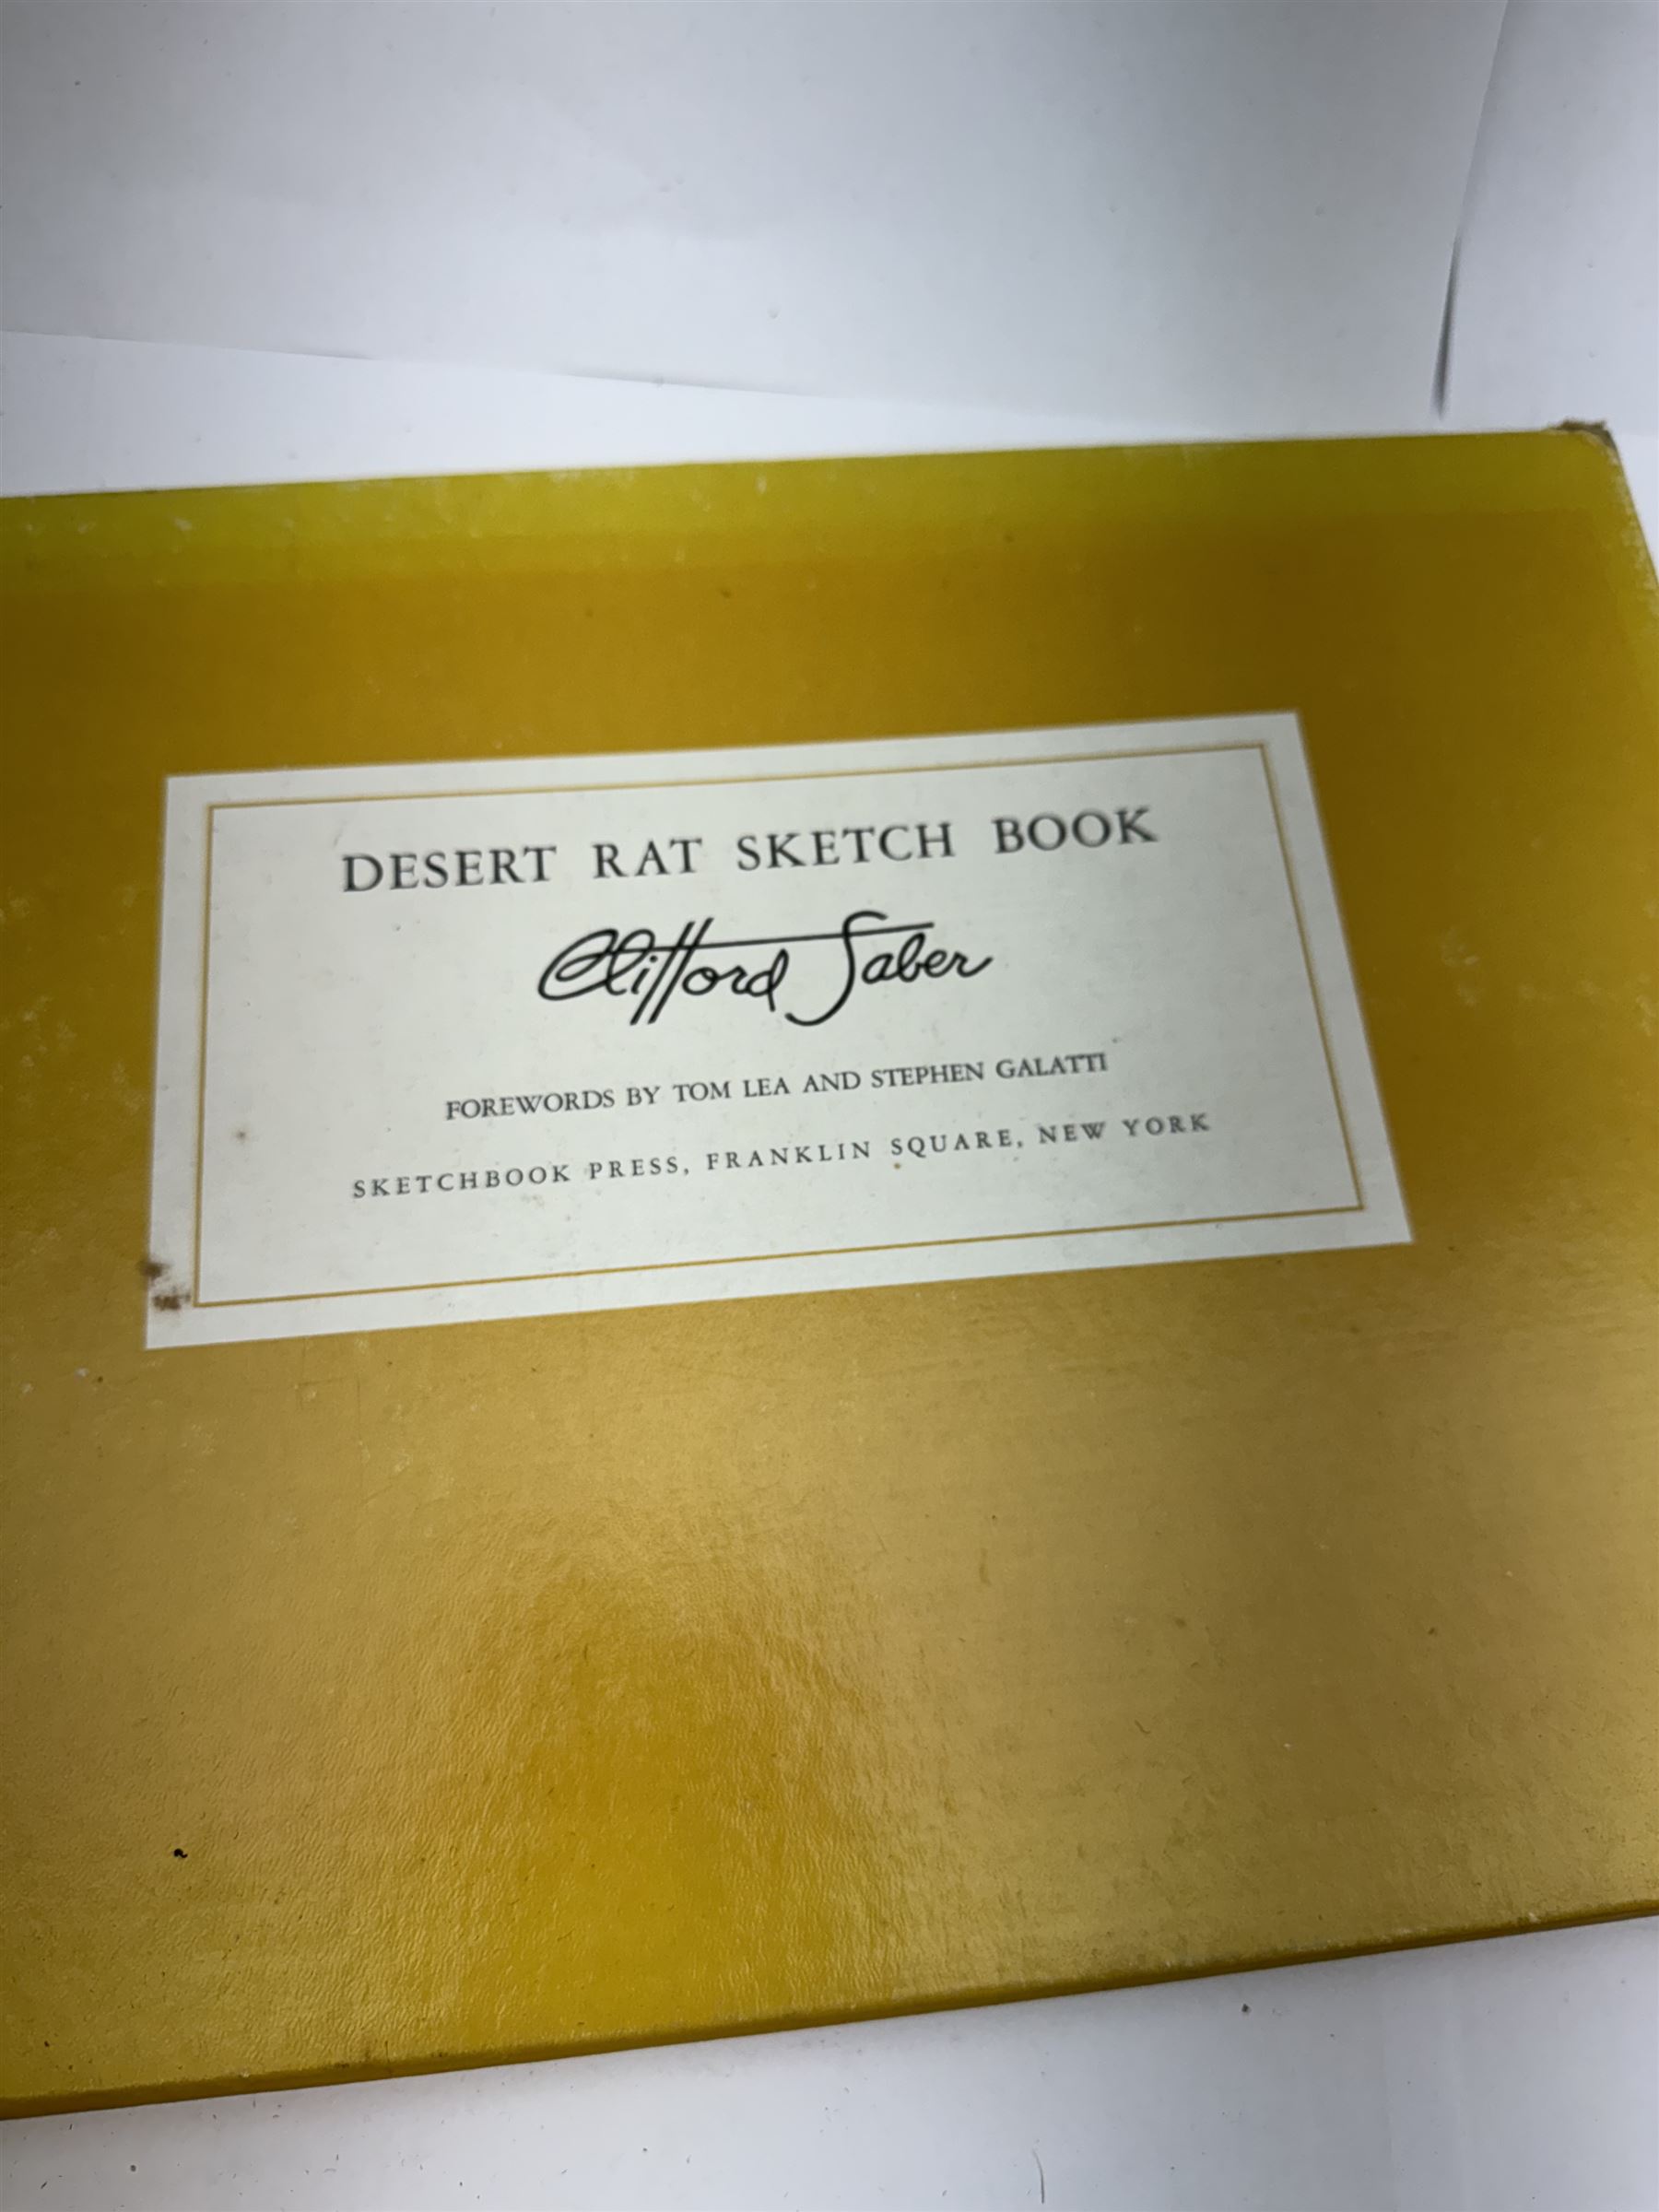 DESERT RAT SKETCH BOOK
Clifford Saber
FOREWORDS BY TOM LEA AND STEPHEN GALATTI
SKETCHBOOK PRESS, FRANKLIN SQUARE, NEW YORK